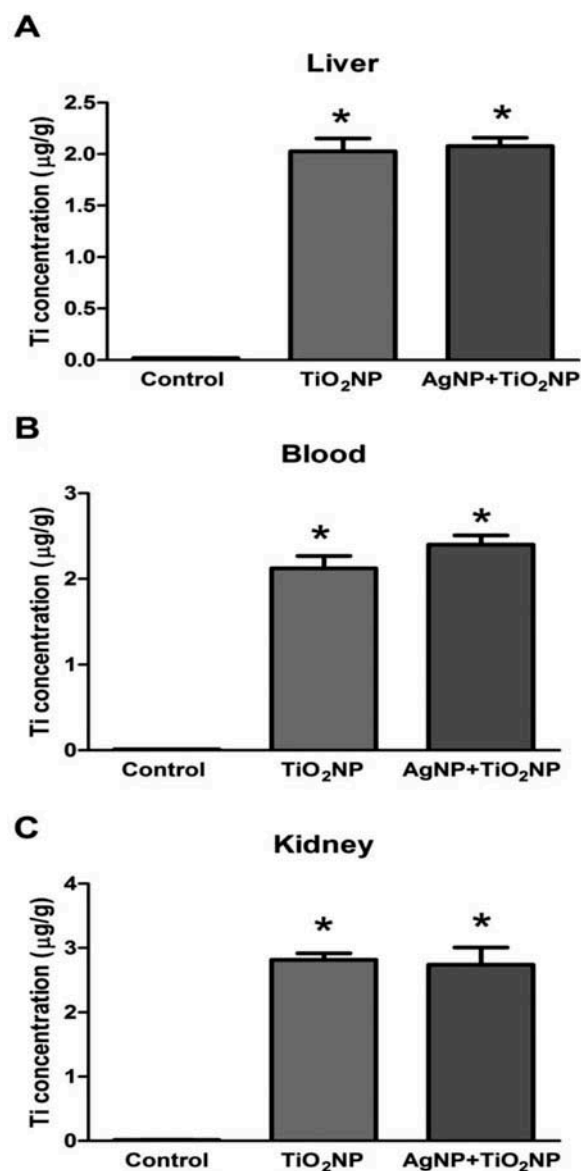 A
Liver
Ti concentration (µg/g)
2.5
2.0
1.5
1.0
0.5
0.0
*
*
Control
TiO₂NP
AgNP+TiO₂NP
B
Blood
Ti concentration (µg/g)
3
2
1
0
*
*
Control
TiO₂NP
AgNP+TiO₂NP
C
Kidney
Ti concentration (µg/g)
4
3
2
1
0
*
*
Control
TiO₂NP
AgNP+TiO₂NP